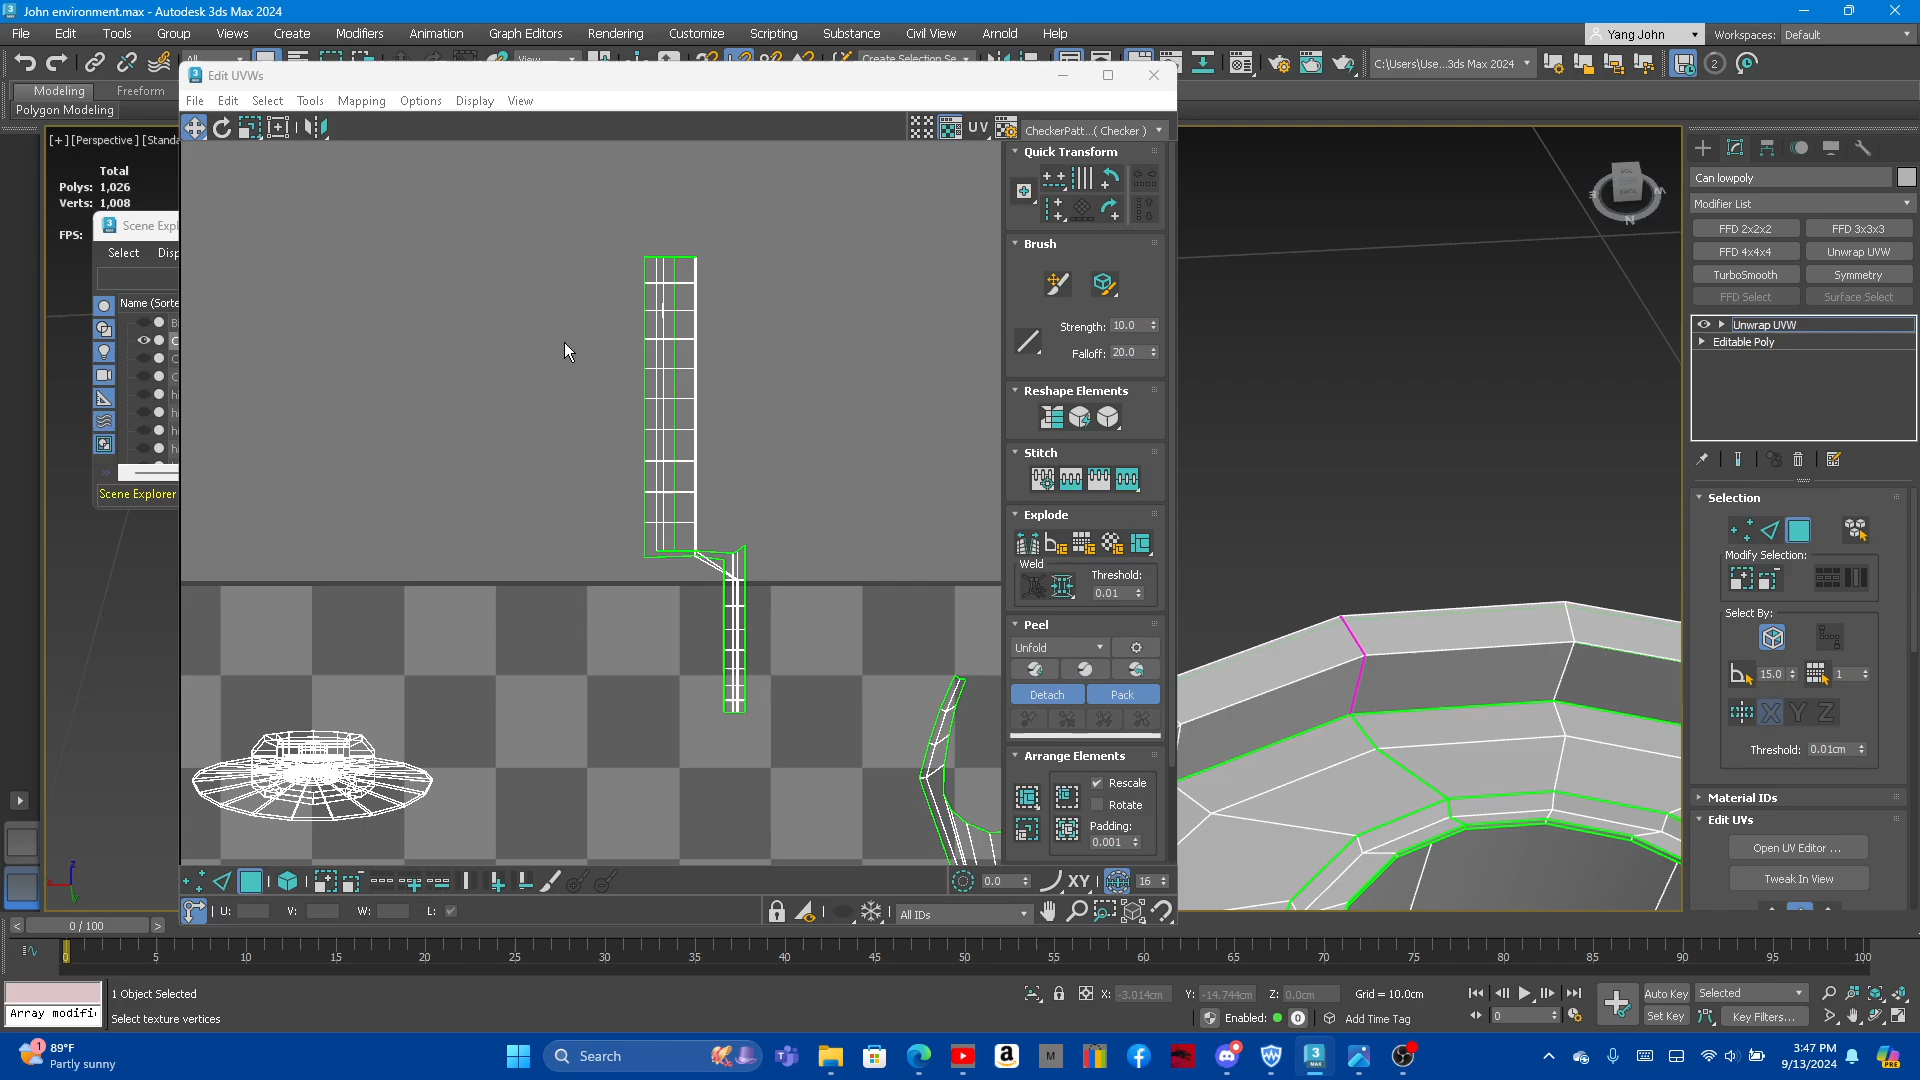 John environment.max - Autodesk 3ds Max 2024
File Edit Tools Group Views Create Modifiers Animation Graph Editors Rendering Customize Scripting Substance Civil View Arnold Help
Yang John Workspaces: Default
C:\Users\Use...3ds Max 2024
2
Modeling Freeform
Polygon Modeling
Edit UVWs
File Edit Select Tools Mapping Options Display View
UV
CheckerPatt...( Checker )
[+] [Perspective] [Standa
Total
Polys: 1,026
Verts: 1,008
FPS:
Scene Expl
Select Disp
Name (Sorte
Scene Explorer
Quick Transform
Brush
Strength: 10.0
Falloff: 20.0
Reshape Elements
Stitch
Explode
Weld
Threshold:
0.01
Peel
Unfold
Detach Pack
Arrange Elements
Rescale
Rotate
Padding:
0.001
0.0 XY 16
U: V: W: L:
All IDs
Can lowpoly
Modifier List
FFD 2x2x2 FFD 3x3x3
FFD 4x4x4 Unwrap UVW
TurboSmooth Symmetry
FFD Select Surface Select
Unwrap UVW
Editable Poly
Selection
Modify Selection:
Select By:
15.0 1
X Y Z
Threshold: 0.01cm
Material IDs
Edit UVs
Open UV Editor ...
Tweak In View
0 / 100
0 5 10 15 20 25 30 35 40 45 50 55 60 65 70 75 80 85 90 95 100
Array modifi
1 Object Selected
Select texture vertices
X: -3.014cm Y: -14.744cm Z: 0.0cm Grid = 10.0cm
Enabled: 0 Add Time Tag
0
Auto Key Selected
Set Key Key Filters...
89°F
Partly sunny
Search
3:47 PM
9/13/2024